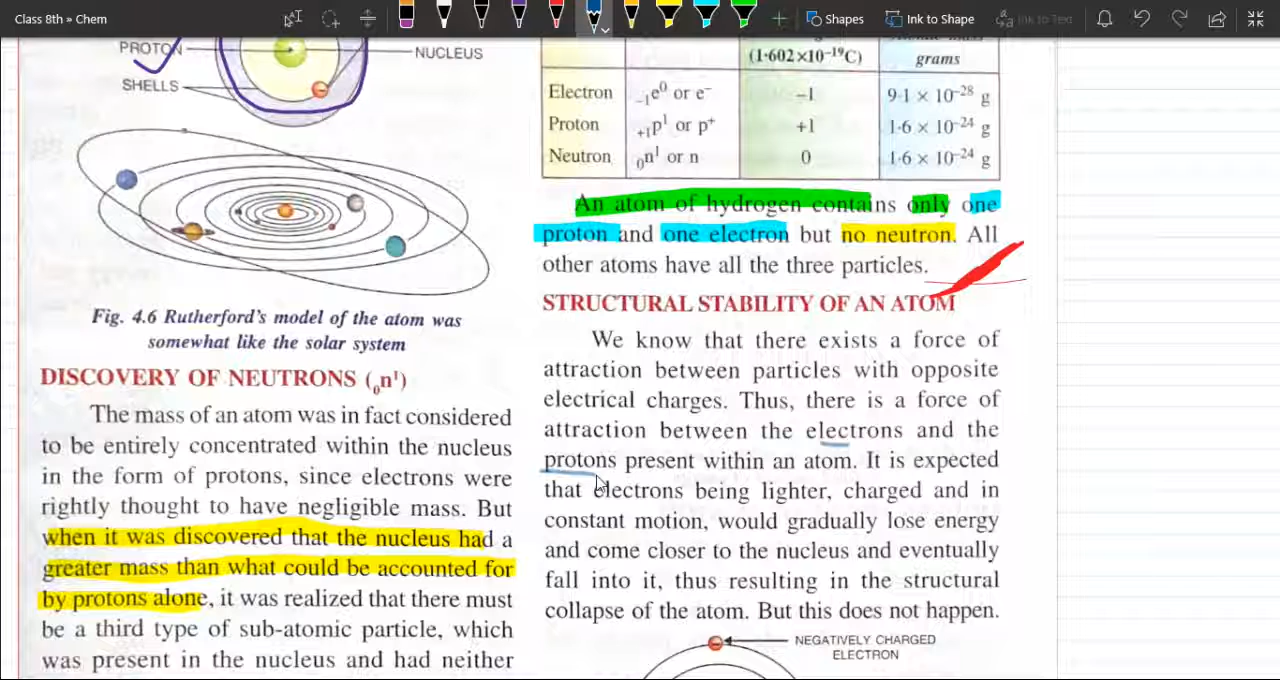 Class 8th » Chem
Shapes
Ink to Shape
Ink to Text
PROTON
NUCLEUS
SHELLS
Fig. 4.6 Rutherford's model of the atom was
somewhat like the solar system
DISCOVERY OF NEUTRONS (₀n¹)
The mass of an atom was in fact considered
to be entirely concentrated within the nucleus
in the form of protons, since electrons were
rightly thought to have negligible mass. But
when it was discovered that the nucleus had a
greater mass than what could be accounted for
by protons alone, it was realized that there must
be a third type of sub-atomic particle, which
was present in the nucleus and had neither
(1·602×10⁻¹⁹C) grams
Electron ₋₁e⁰ or e⁻ −1 9·1 × 10⁻²⁸ g
Proton ₊₁p¹ or p⁺ +1 1·6 × 10⁻²⁴ g
Neutron ₀n¹ or n 0 1·6 × 10⁻²⁴ g
An atom of hydrogen contains only one
proton and one electron but no neutron. All
other atoms have all the three particles.
STRUCTURAL STABILITY OF AN ATOM
We know that there exists a force of
attraction between particles with opposite
electrical charges. Thus, there is a force of
attraction between the electrons and the
protons present within an atom. It is expected
that electrons being lighter, charged and in
constant motion, would gradually lose energy
and come closer to the nucleus and eventually
fall into it, thus resulting in the structural
collapse of the atom. But this does not happen.
NEGATIVELY CHARGED
ELECTRON